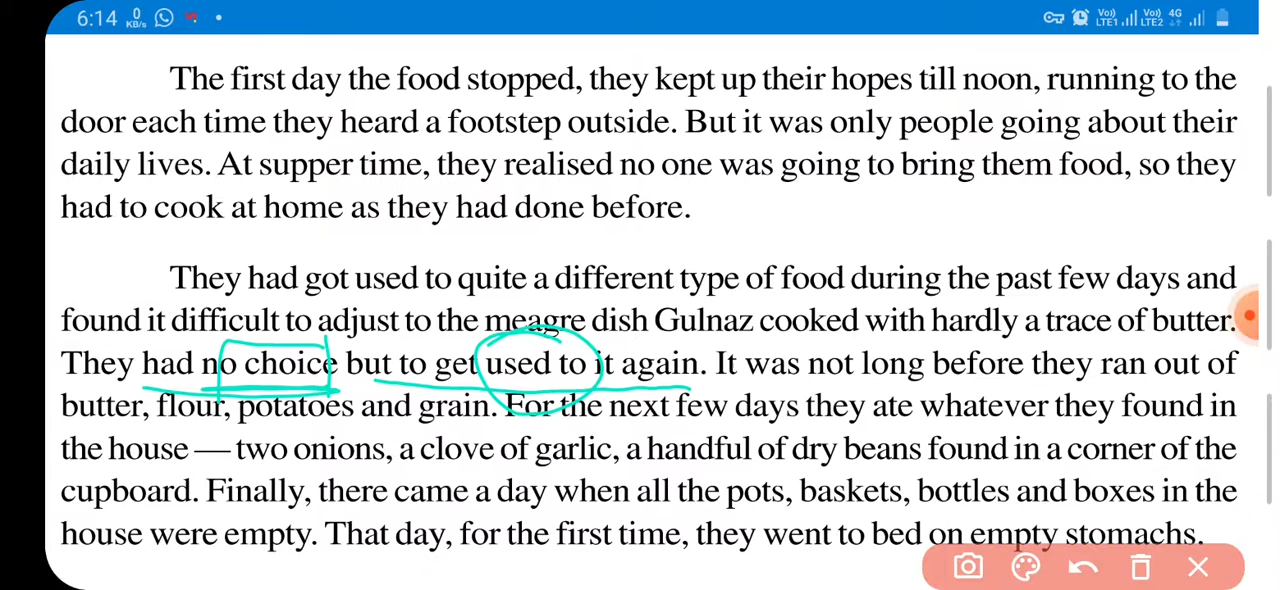 6:14 0 KB/s Vo)) LTE1 Vo)) LTE2 4G
The first day the food stopped, they kept up their hopes till noon, running to the
door each time they heard a footstep outside. But it was only people going about their
daily lives. At supper time, they realised no one was going to bring them food, so they
had to cook at home as they had done before.
They had got used to quite a different type of food during the past few days and
found it difficult to adjust to the meagre dish Gulnaz cooked with hardly a trace of butter.
They had no choice but to get used to it again. It was not long before they ran out of
butter, flour, potatoes and grain. For the next few days they ate whatever they found in
the house — two onions, a clove of garlic, a handful of dry beans found in a corner of the
cupboard. Finally, there came a day when all the pots, baskets, bottles and boxes in the
house were empty. That day, for the first time, they went to bed on empty stomachs.